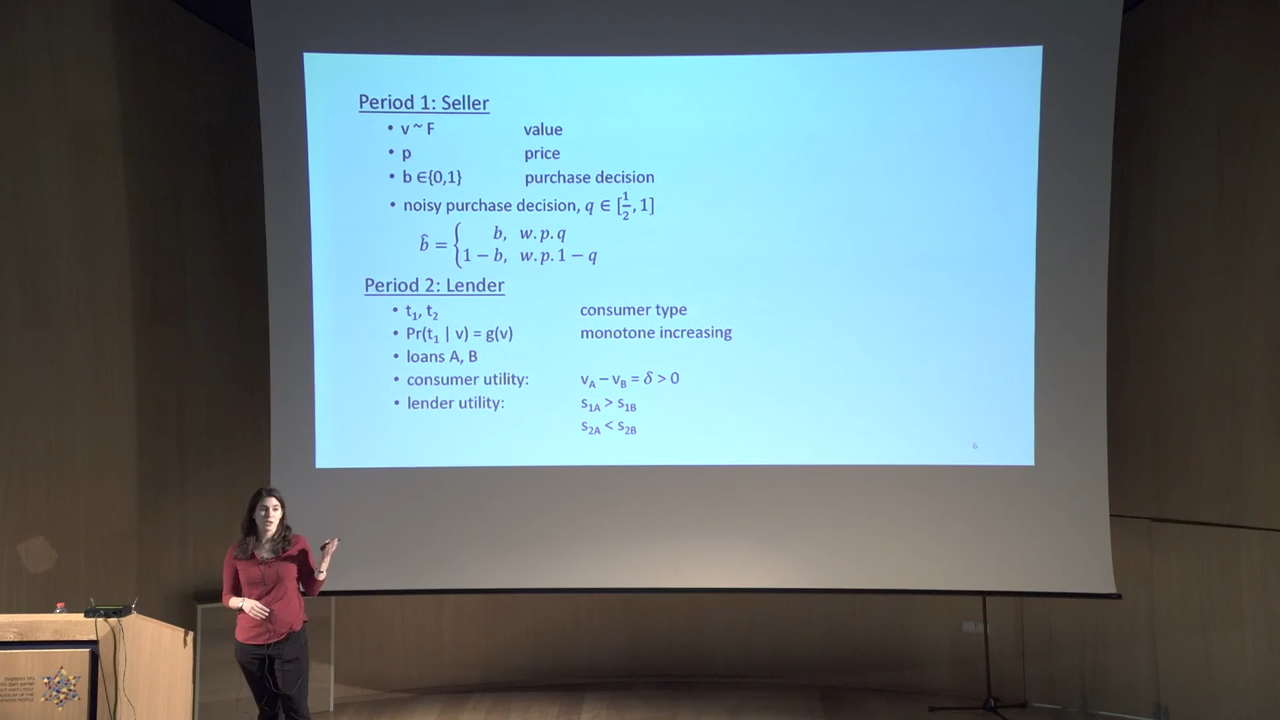 Period 1: Seller
• v ~ F value
• p price
• b ∈{0,1} purchase decision
• noisy purchase decision, q ∈ [1/2, 1]
b̂ = { b, w.p. q
1 − b, w.p. 1 − q
Period 2: Lender
• t₁, t₂ consumer type
• Pr(t₁ | v) = g(v) monotone increasing
• loans A, B
• consumer utility: v_A – v_B = δ > 0
• lender utility: s₁A > s₁B
s₂A < s₂B
6